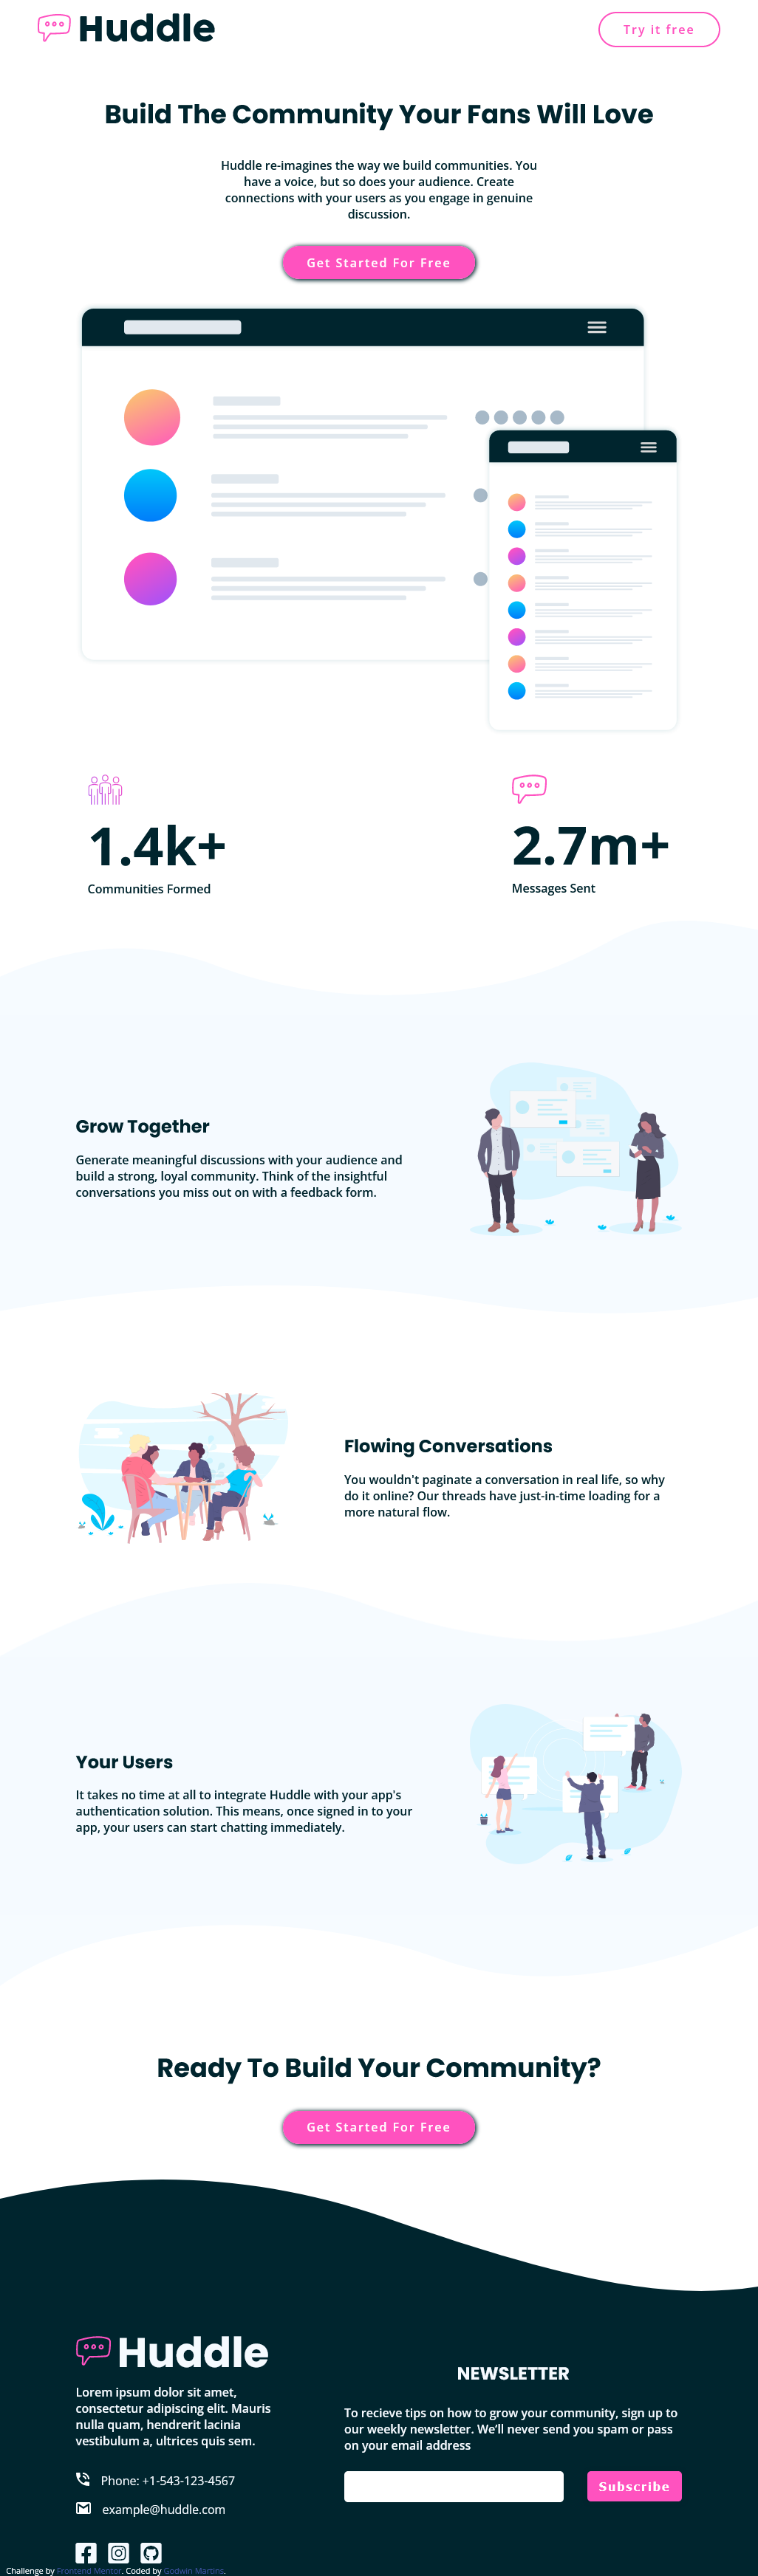 Huddle
Try it free
Build The Community Your Fans Will Love
Huddle re-imagines the way we build communities. You
have a voice, but so does your audience. Create
connections with your users as you engage in genuine
discussion.
Get Started For Free
1.4k+
Communities Formed
2.7m+
Messages Sent
Grow Together
Generate meaningful discussions with your audience and
build a strong, loyal community. Think of the insightful
conversations you miss out on with a feedback form.
Flowing Conversations
You wouldn't paginate a conversation in real life, so why
do it online? Our threads have just-in-time loading for a
more natural flow.
Your Users
It takes no time at all to integrate Huddle with your app's
authentication solution. This means, once signed in to your
app, your users can start chatting immediately.
Ready To Build Your Community?
Get Started For Free
Huddle
Lorem ipsum dolor sit amet,
consectetur adipiscing elit. Mauris
nulla quam, hendrerit lacinia
vestibulum a, ultrices quis sem.
Phone: +1-543-123-4567
example@huddle.com
NEWSLETTER
To recieve tips on how to grow your community, sign up to
our weekly newsletter. We’ll never send you spam or pass
on your email address
Subscribe
Challenge by Frontend Mentor. Coded by Godwin Martins.